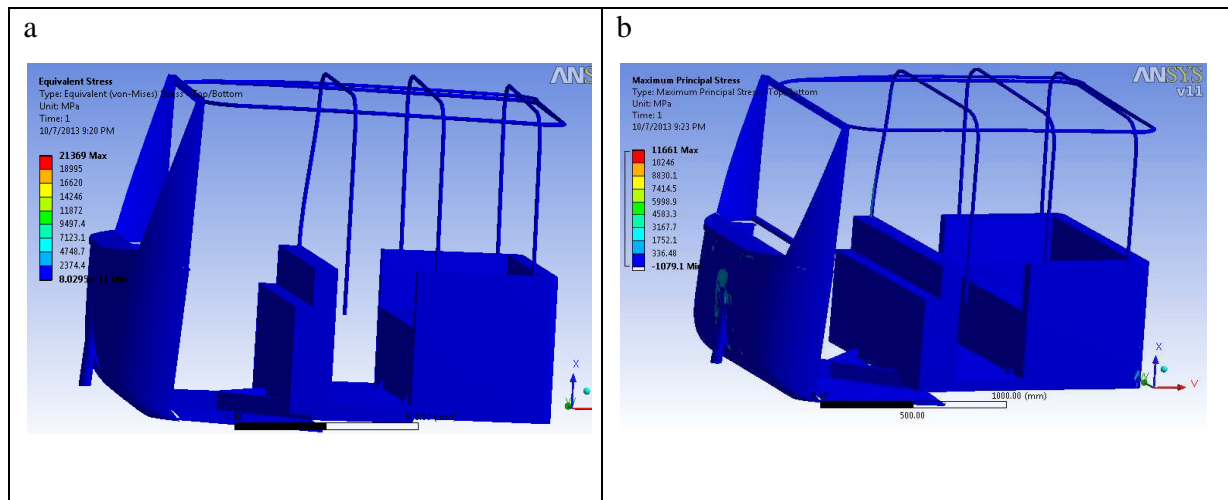 a
Equivalent Stress
Type: Equivalent (von-Mises) Stress - Top/Bottom
Unit: MPa
Time: 1
10/7/2013 9:20 PM
21369 Max
18995
16620
14246
11872
9497.4
7123.1
4748.7
2374.4
Min
ANSYS
X
(mm)
b
Maximum Principal Stress
Type: Maximum Principal Stress - Top/Bottom
Unit: MPa
Time: 1
10/7/2013 9:23 PM
11661 Max
10246
8830.1
7414.5
5998.9
4583.3
3167.7
1752.1
336.48
-1079.1 Min
ANSYS
v11
X
1000.00 (mm)
500.00